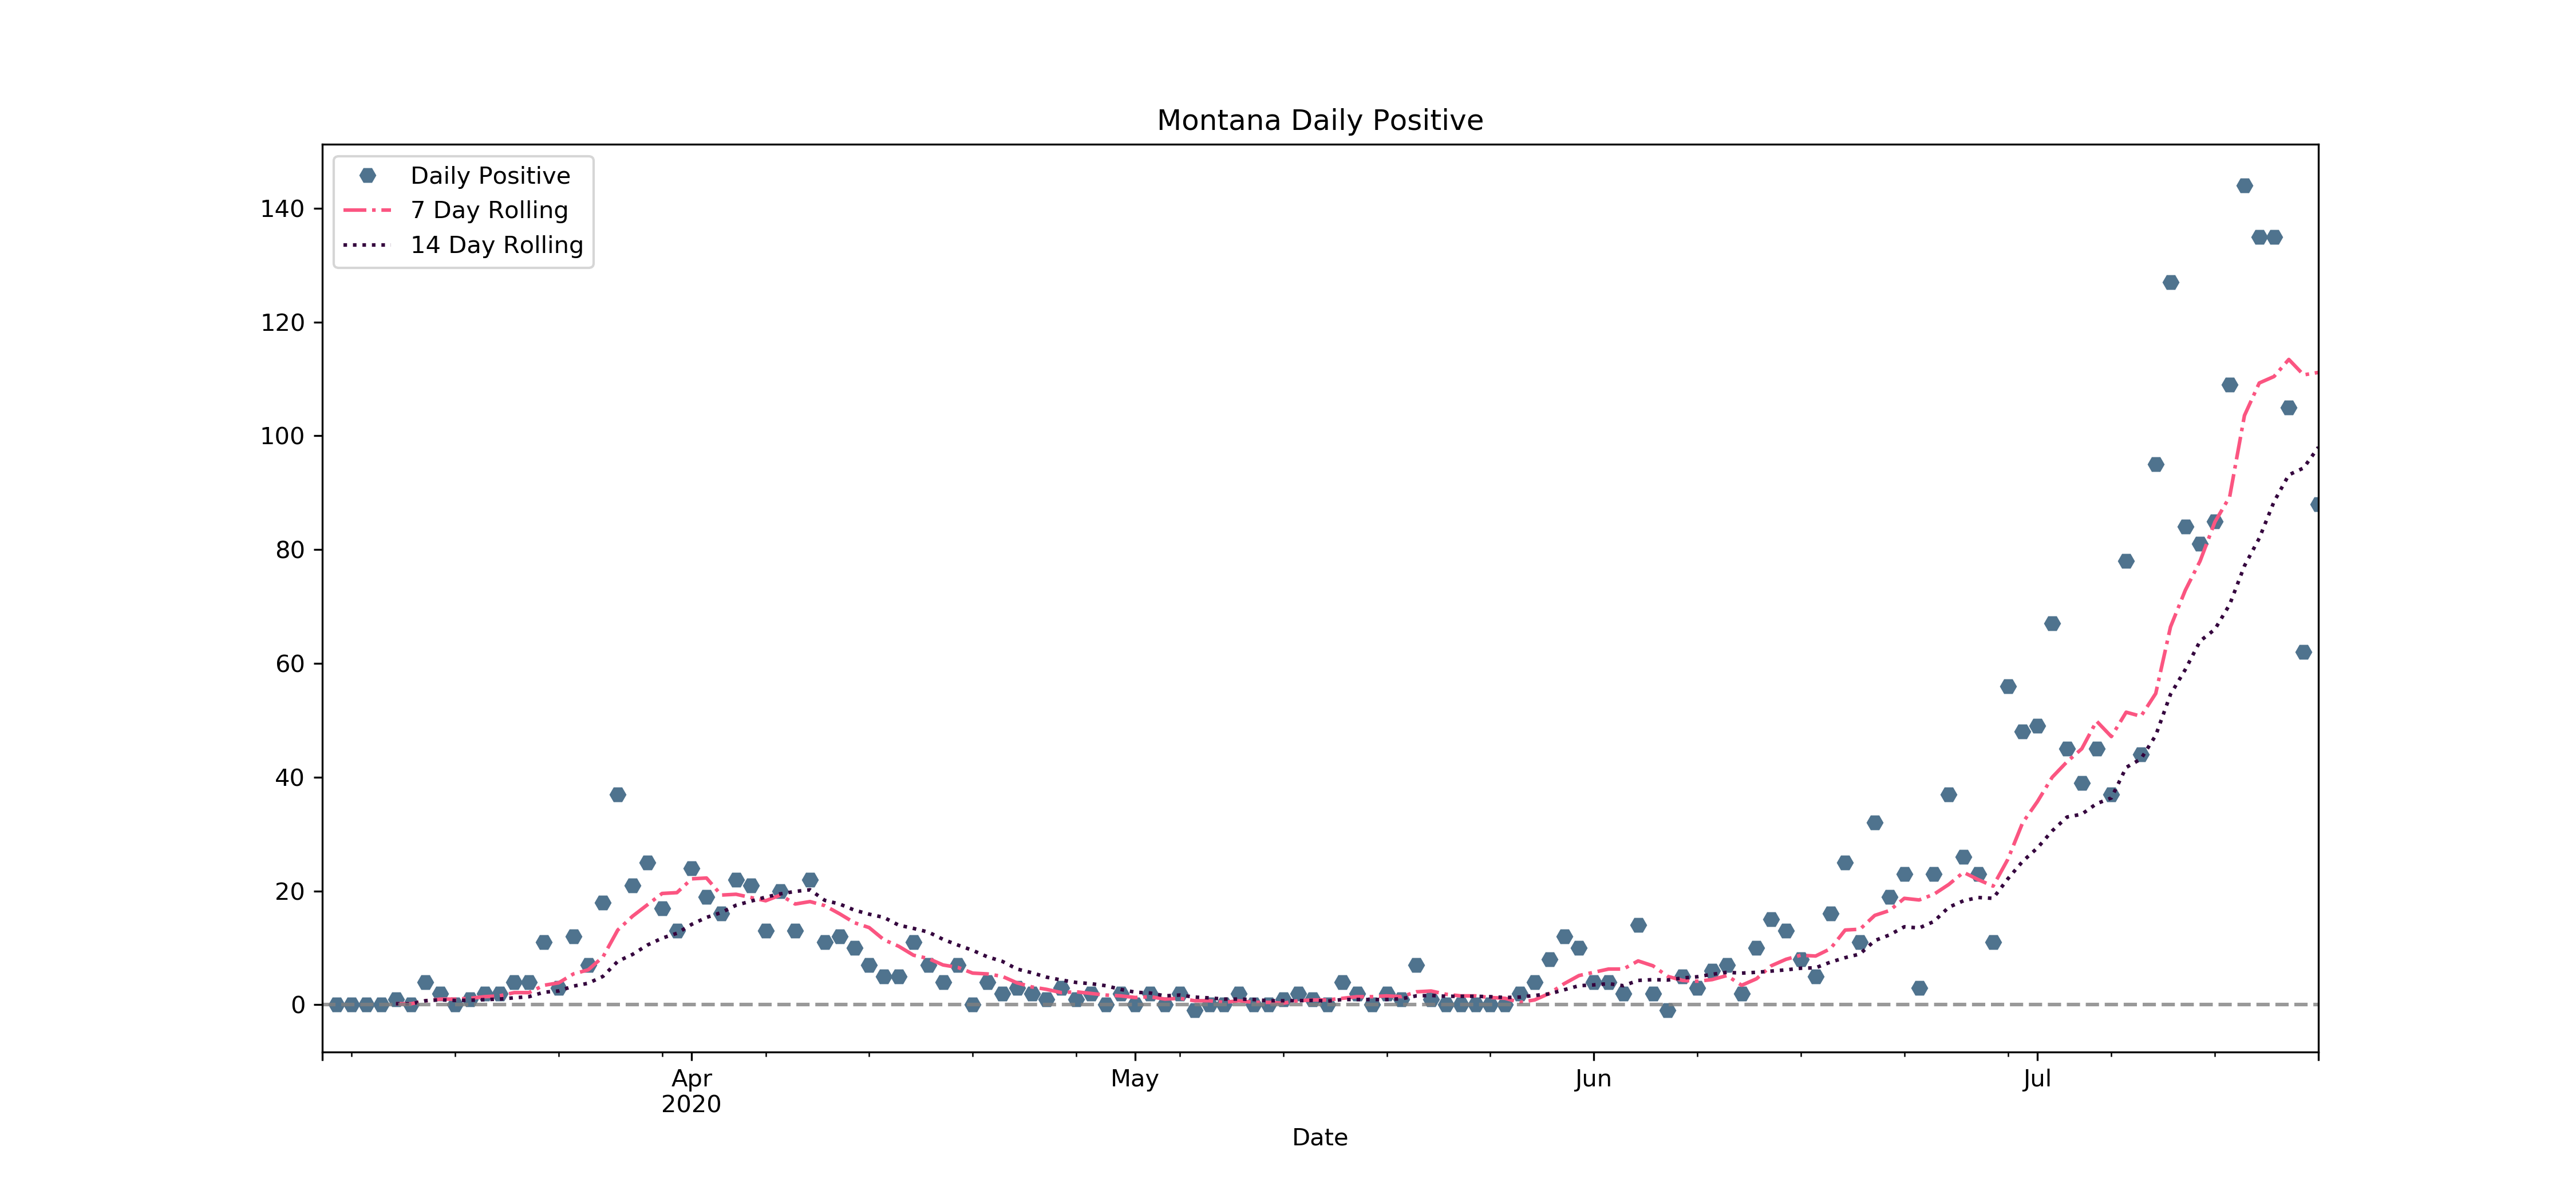 Montana Daily Positive
Daily Positive
7 Day Rolling
14 Day Rolling
140
120
100
80
60
40
20
0
Apr May Jun Jul
2020
Date